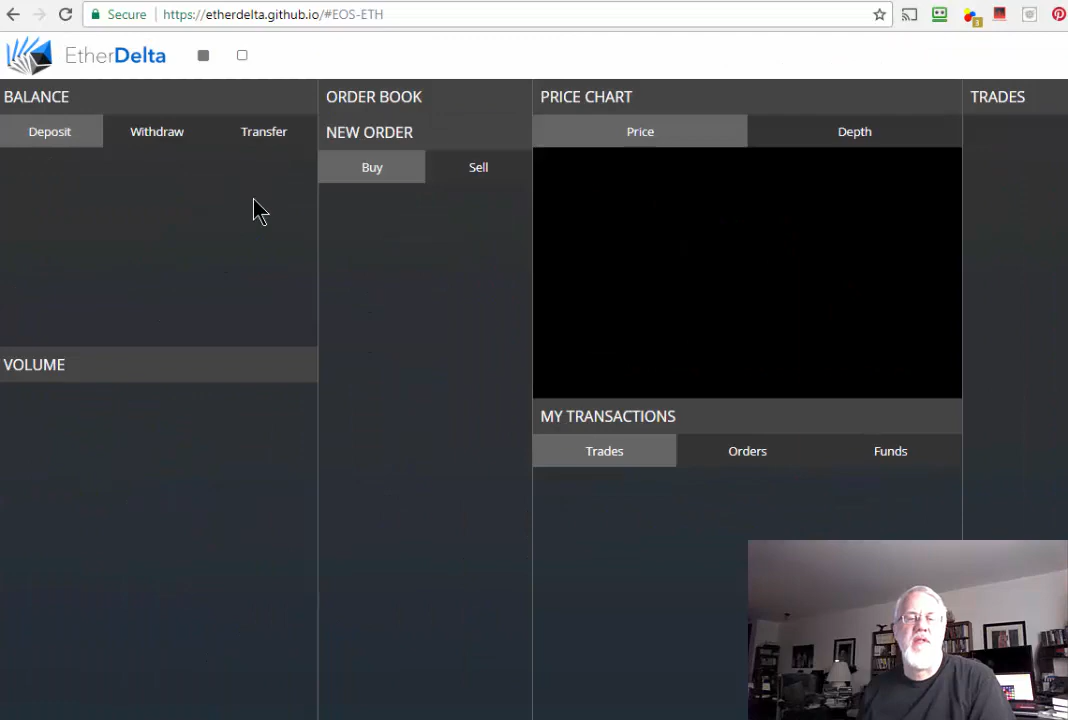 Secure https://etherdelta.github.io/#EOS-ETH
EtherDelta
BALANCE
Deposit Withdraw Transfer
VOLUME
ORDER BOOK
NEW ORDER
Buy Sell
PRICE CHART
Price Depth
MY TRANSACTIONS
Trades Orders Funds
TRADES